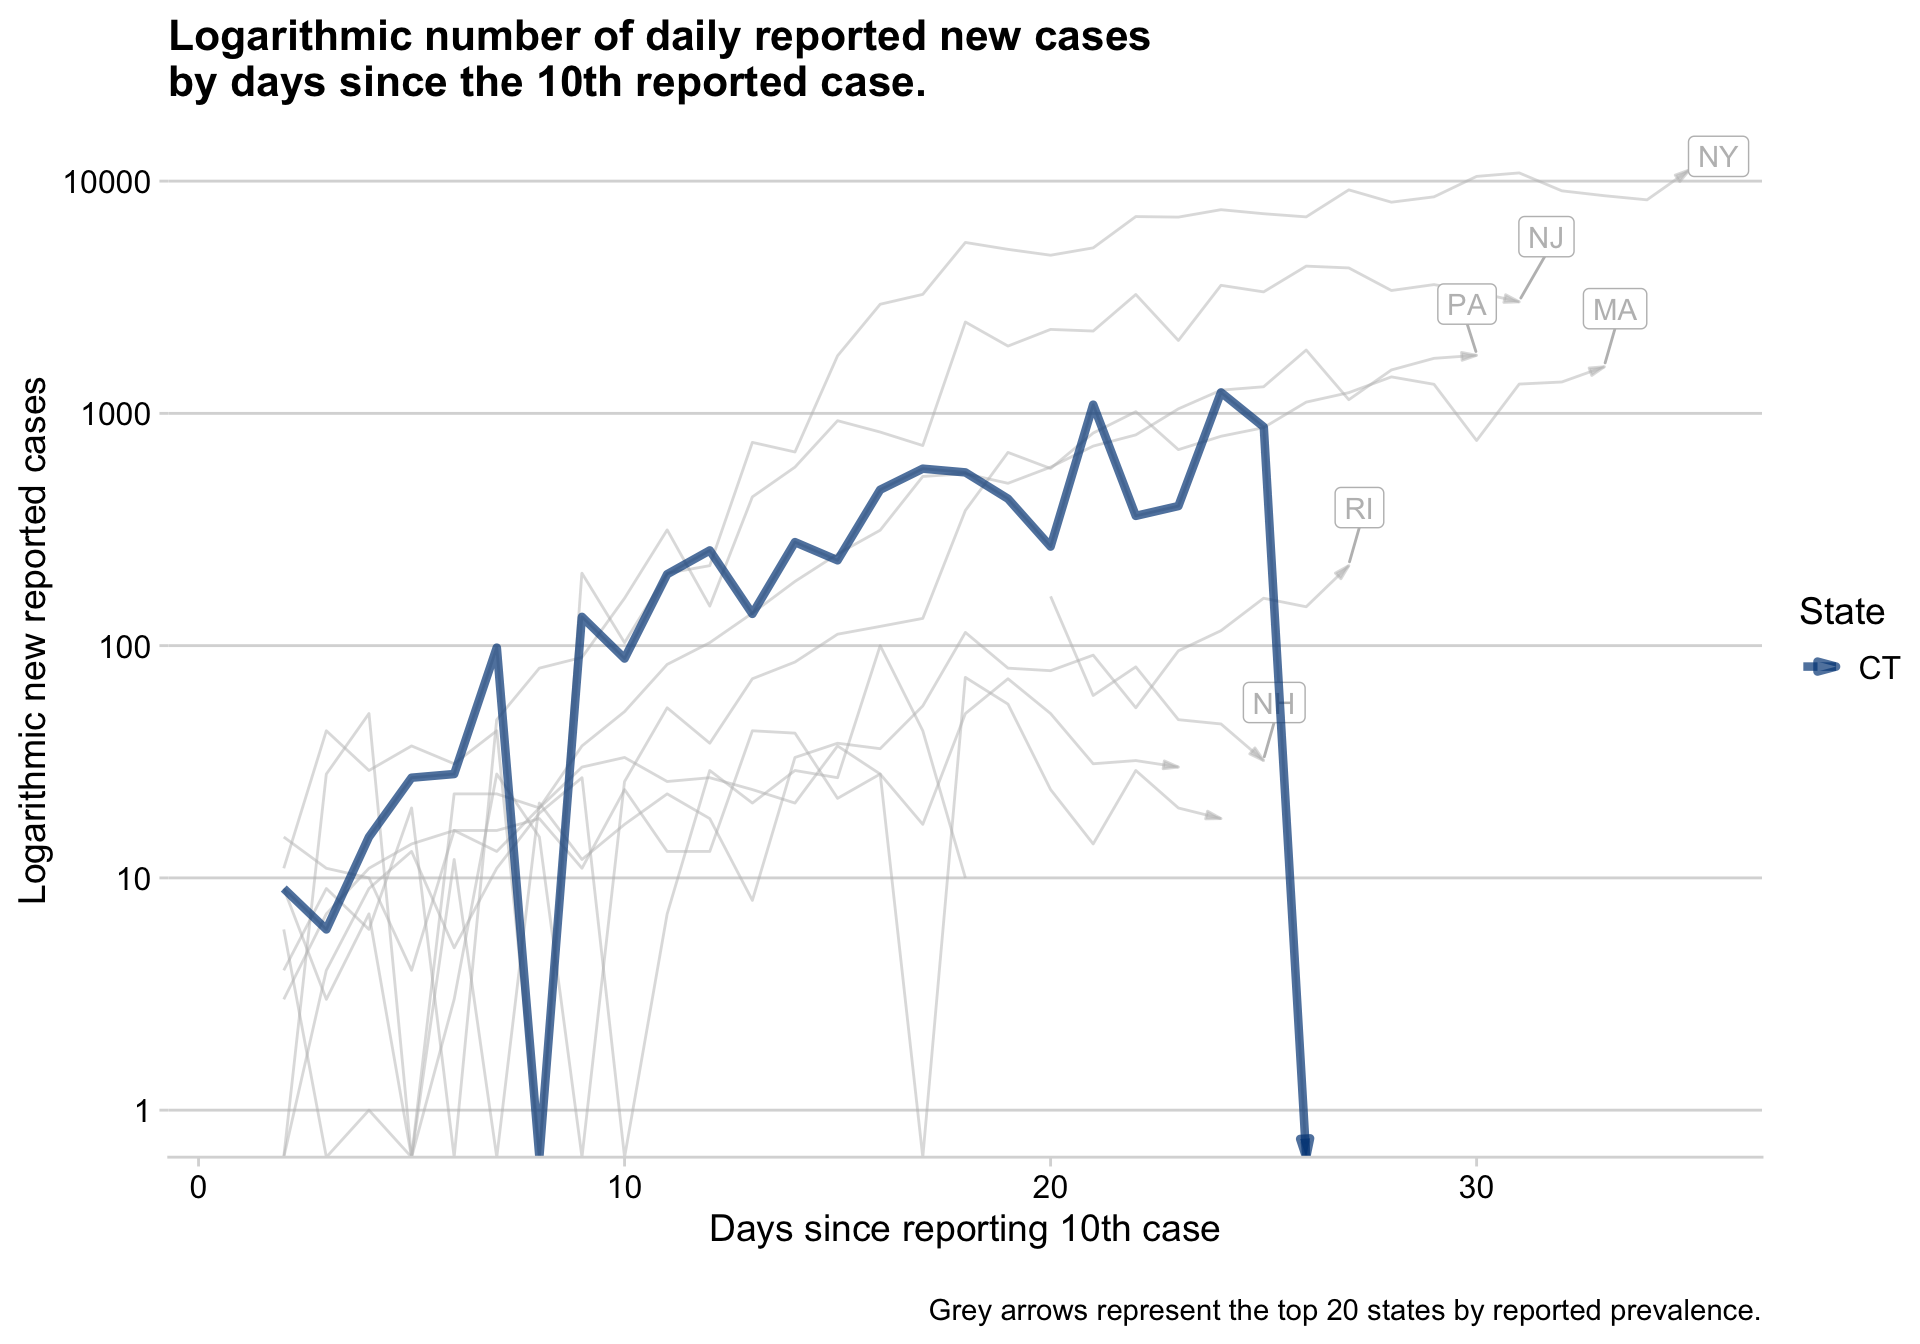 Logarithmic number of daily reported new cases
by days since the 10th reported case.
Logarithmic new reported cases
10000
1000
100
10
1
NY
NJ
PA
MA
RI
NH
State
CT
0
10
20
30
Days since reporting 10th case
Grey arrows represent the top 20 states by reported prevalence.